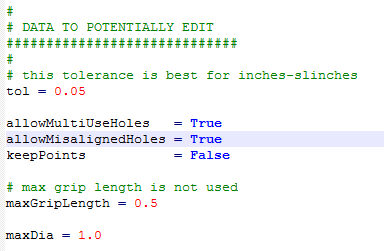 #
# DATA TO POTENTIALLY EDIT
#############################
#
# this tolerance is best for inches-slinches
tol = 0.05
allowMultiUseHoles   = True
allowMisalignedHoles = True
keepPoints           = False
# max grip length is not used
maxGripLength = 0.5
maxDia = 1.0